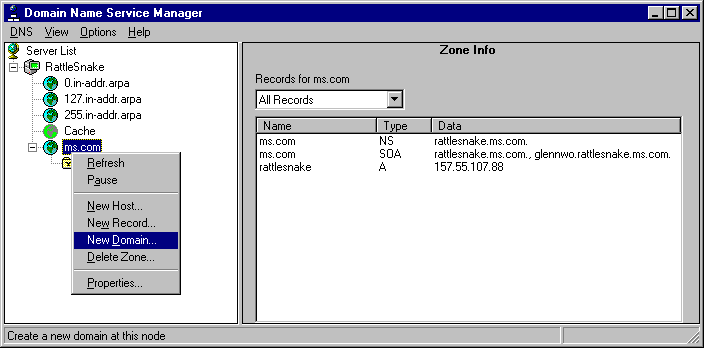 Domain Name Service Manager
DNS View Options Help
Server List
RattleSnake
0.in-addr.arpa
127.in-addr.arpa
255.in-addr.arpa
Cache
ms.com
Refresh
Pause
New Host...
New Record...
New Domain...
Delete Zone...
Properties...
Zone Info
Records for ms.com
All Records
Name Type Data
ms.com NS rattlesnake.ms.com.
ms.com SOA rattlesnake.ms.com., glennwo.rattlesnake.ms.com.
rattlesnake A 157.55.107.88
Create a new domain at this node